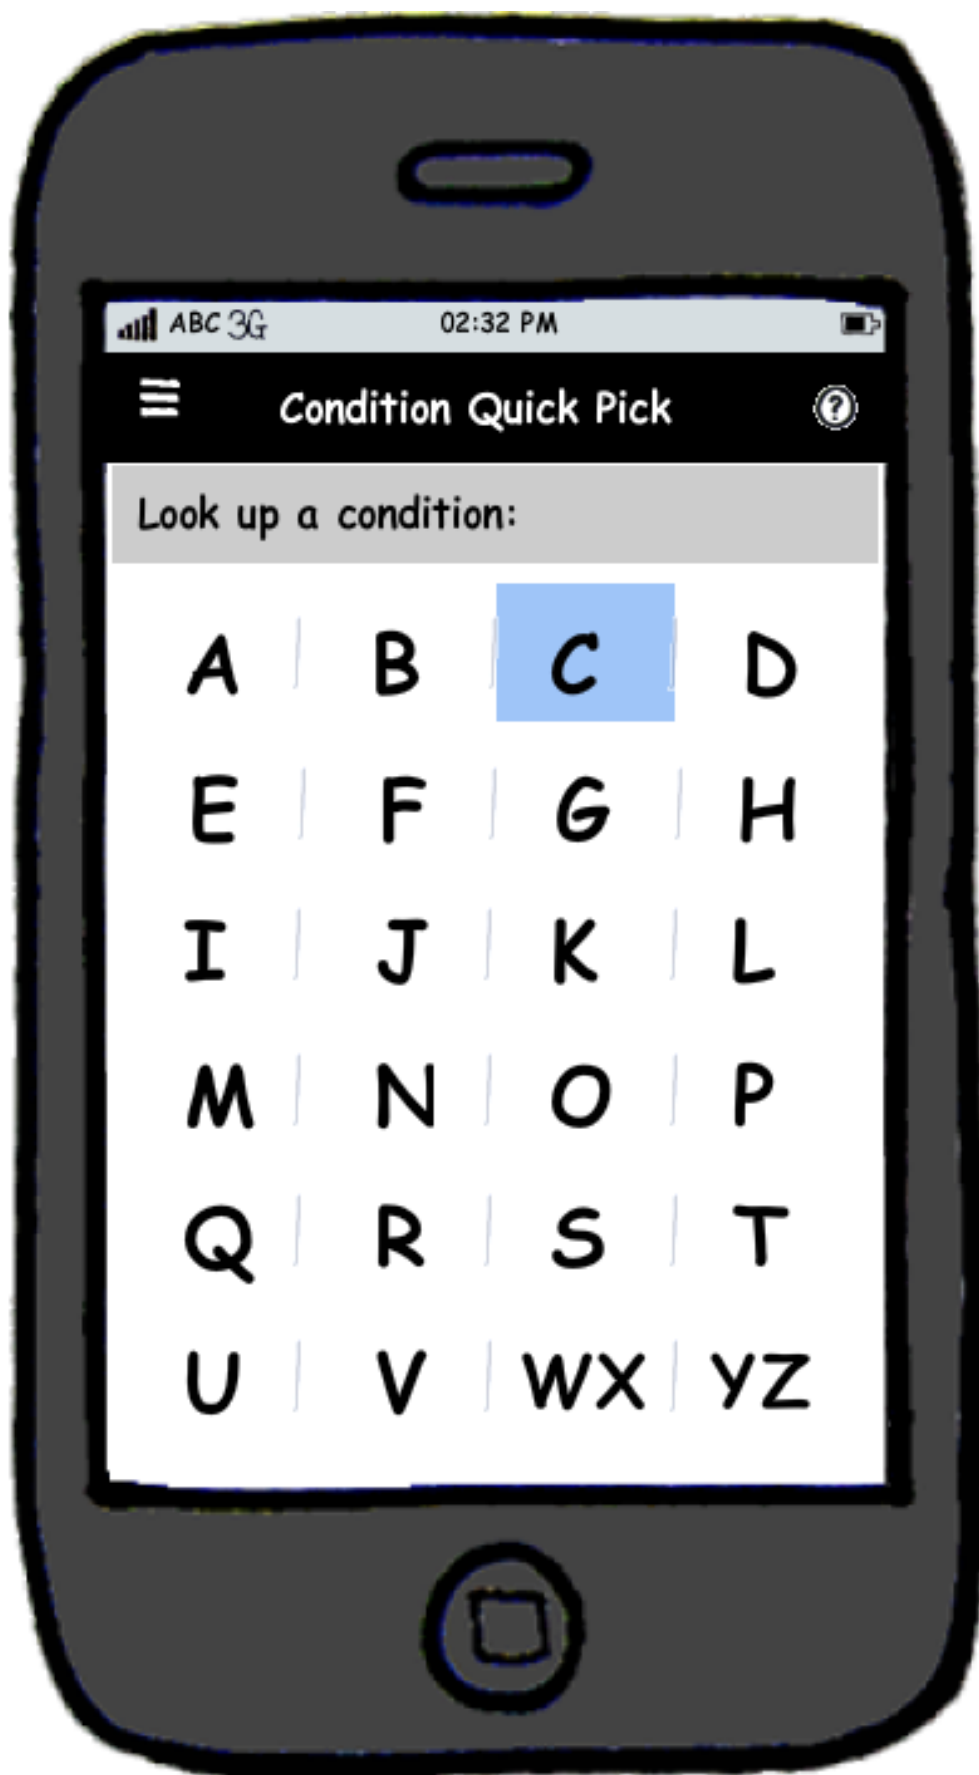 ABC 3G 02:32 PM
Condition Quick Pick ?
Look up a condition:
A B C D
E F G H
I J K L
M N O P
Q R S T
U V WX YZ